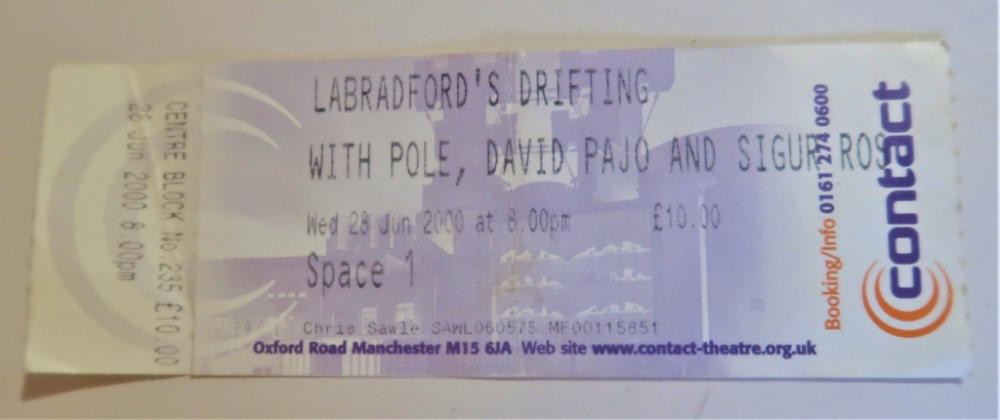 CENTRE BLOCK No.235 £10.00
28 Jun 2000 8.00pm
LABRADFORD'S DRIFTING
WITH POLE, DAVID PAJO AND SIGUR ROS
Wed 28 Jun 2000 at 8.00pm £10.00
Space 1
Chris Sawle SAWL060575 MF00115851
Oxford Road Manchester M15 6JA Web site www.contact-theatre.org.uk
Booking/Info 0161 274 0600
contact